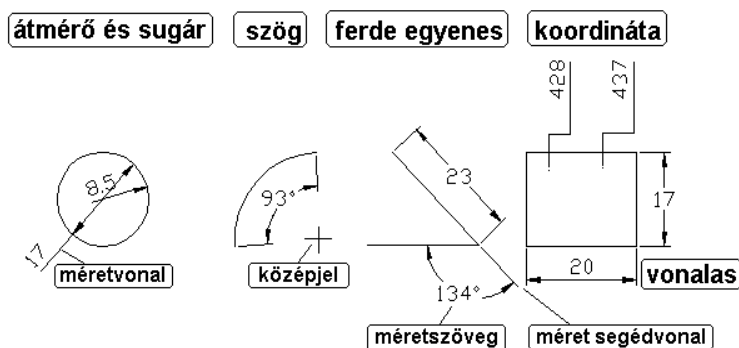 átmérő és sugár
szög
ferde egyenes
koordináta
428
437
8.5
17
méretvonal
93°
középjel
23
134°
méretszöveg
méret segédvonal
17
20
vonalas